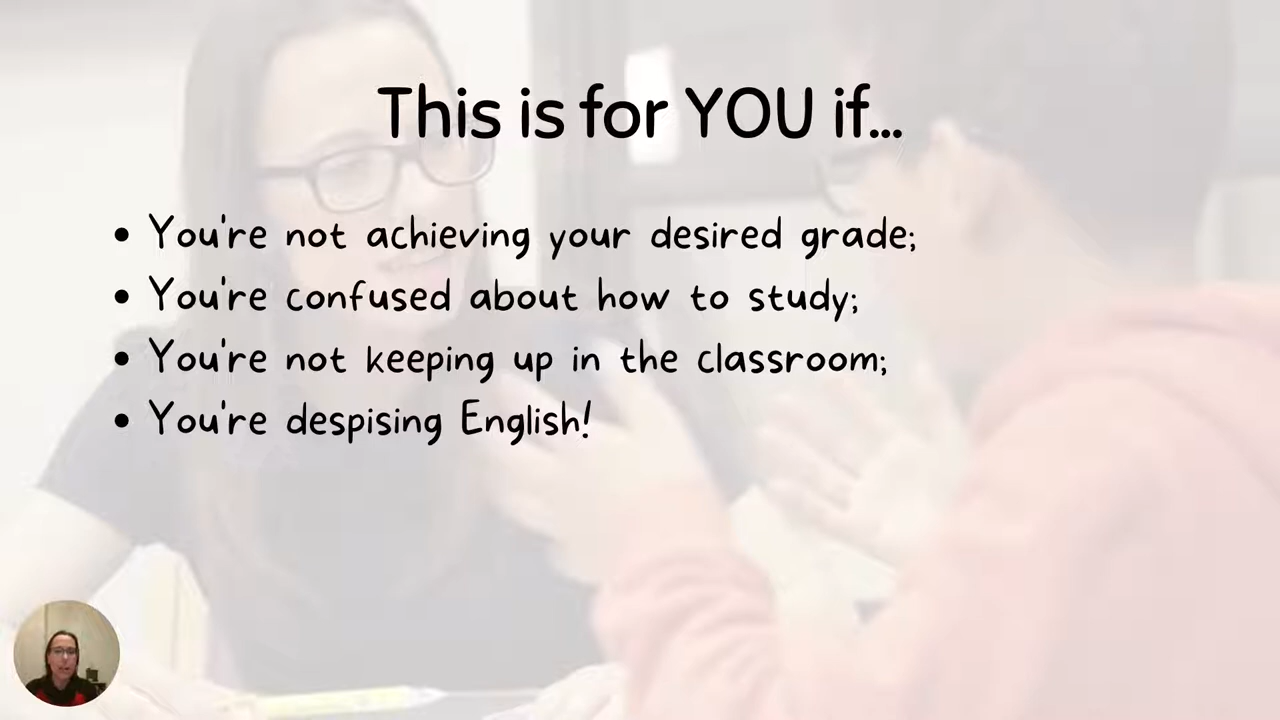 This is for YOU if...
• You're not achieving your desired grade;
• You're confused about how to study;
• You're not keeping up in the classroom;
• You're despising English!